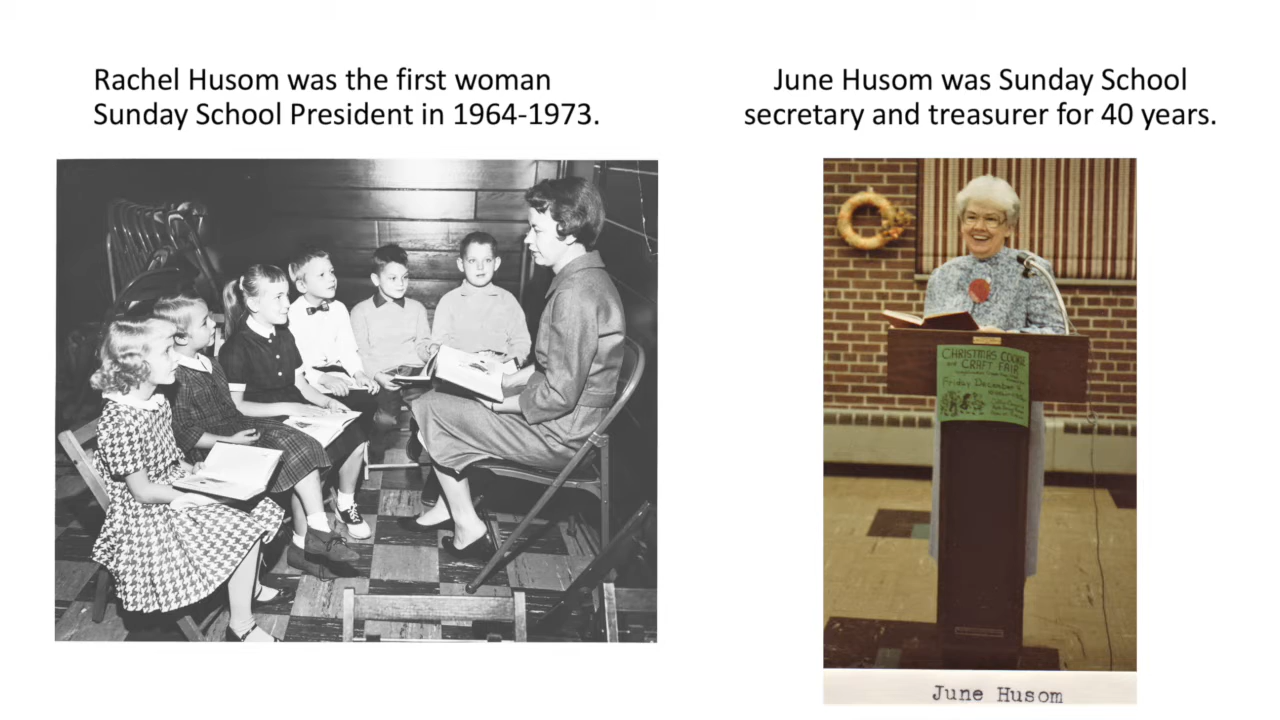 Rachel Husom was the first woman
Sunday School President in 1964-1973.
June Husom was Sunday School
secretary and treasurer for 40 years.
CHRISTMAS COOKIE
CRAFT FAIR
Friday December
June Husom